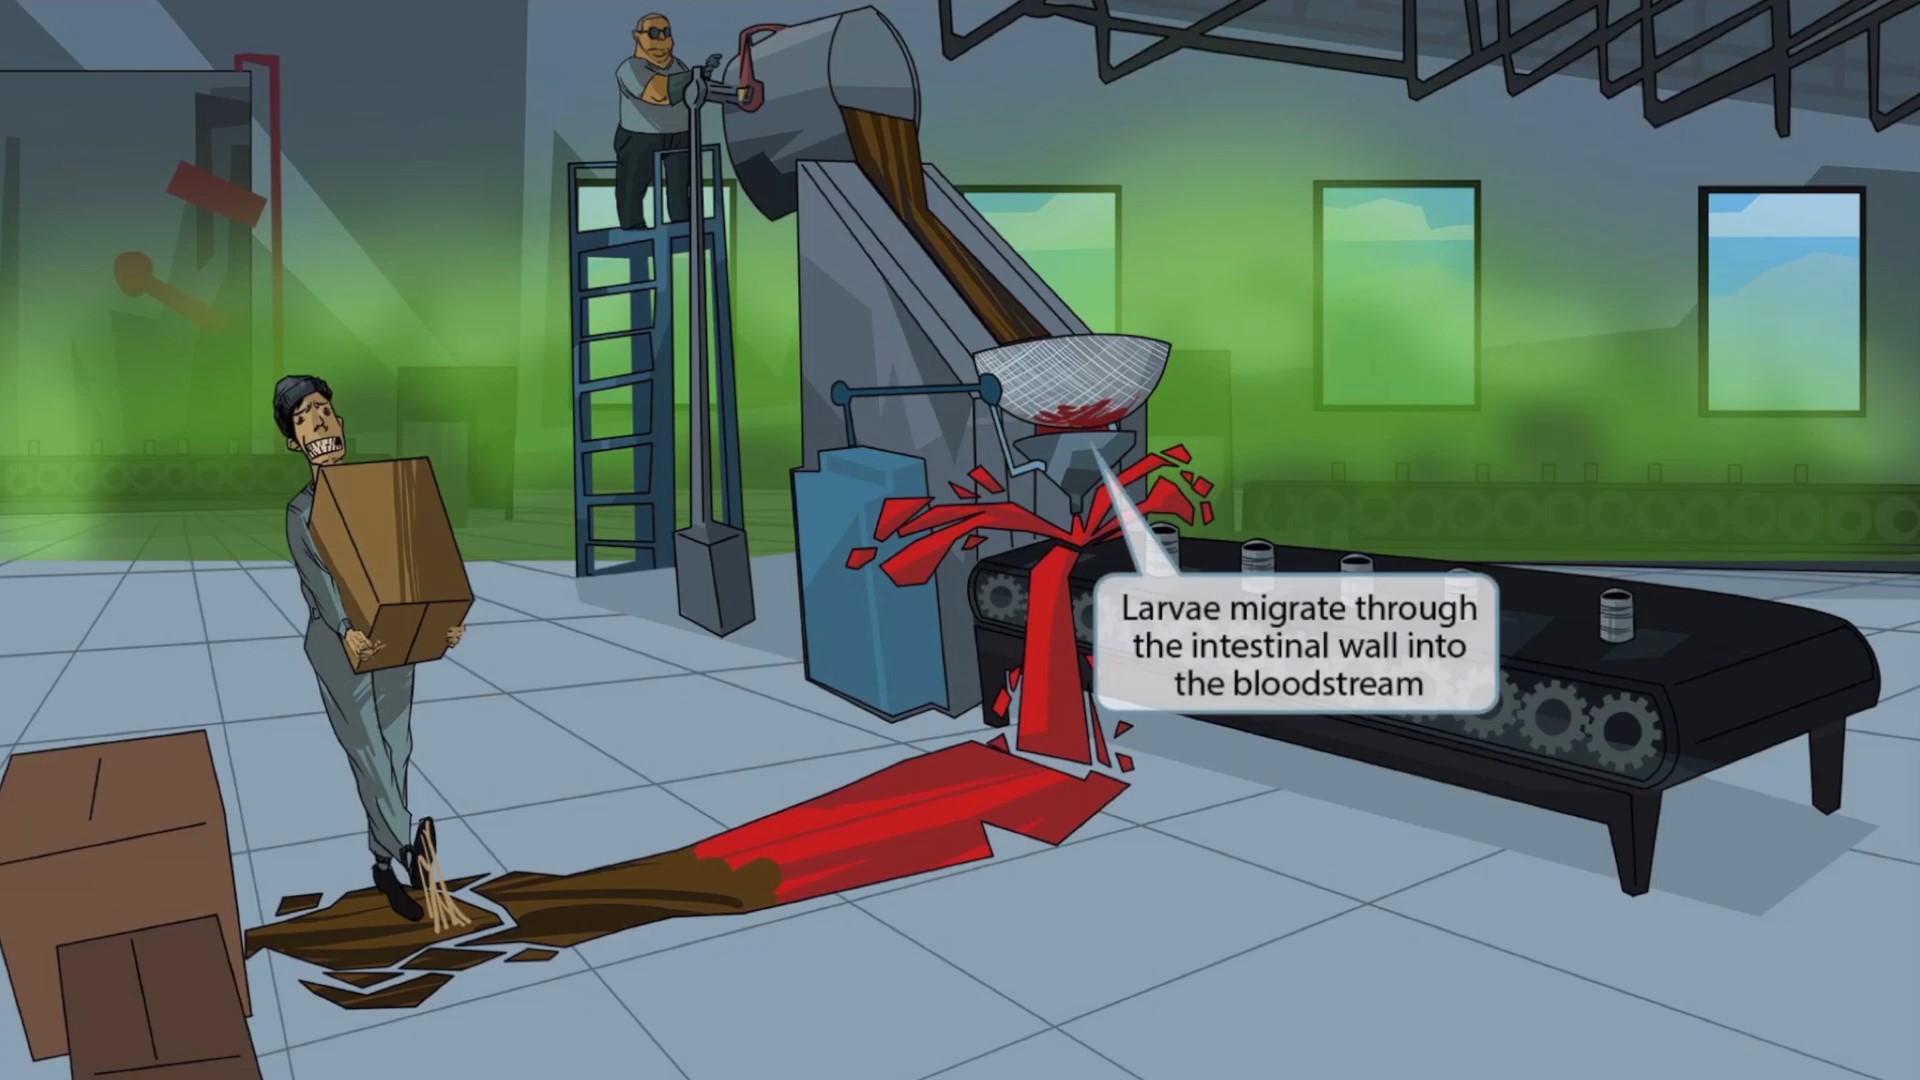 Larvae migrate through
the intestinal wall into
the bloodstream